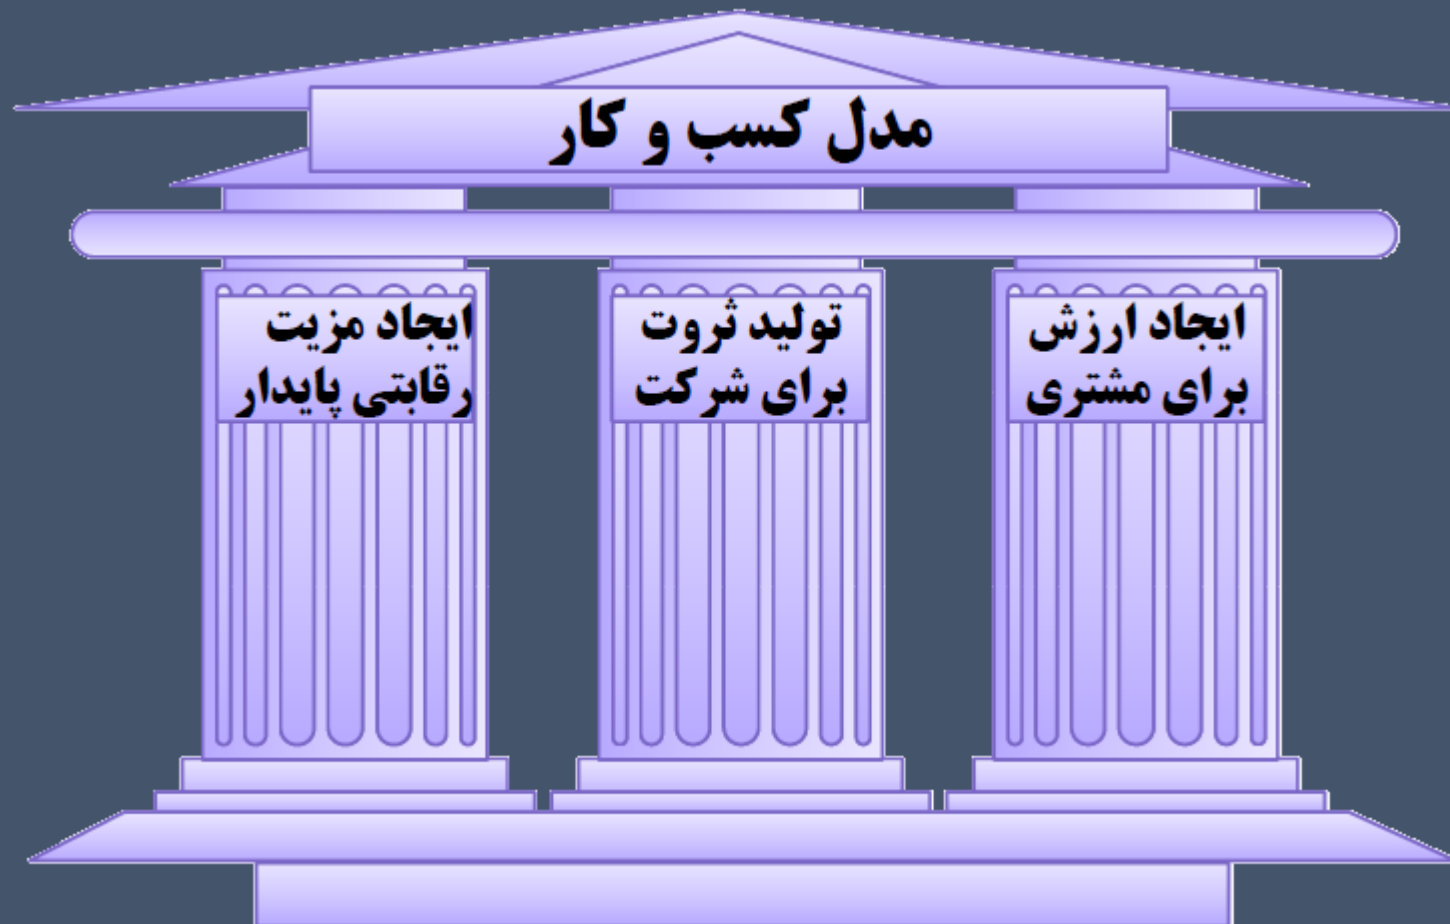 مدل کسب و کار
ایجاد ارزش
برای مشتری
تولید ثروت
برای شرکت
ایجاد مزیت
رقابتی پایدار